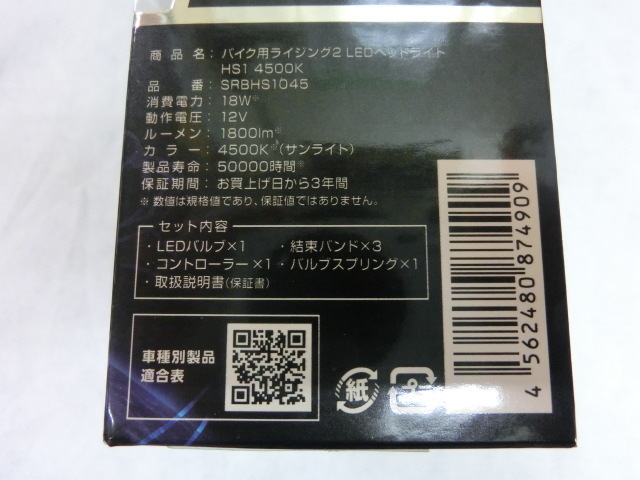 商品名：バイク用ライジング2 LEDヘッドライト
HS1 4500K
品番：SRBHS1045
消費電力：18W※
動作電圧：12V
ルーメン：1800lm※
カラー：4500K※(サンライト)
製品寿命：50000時間※
保証期間：お買上げ日から3年間
※ 数値は規格値であり、保証値ではありません。
セット内容
・LEDバルブ×1 ・結束バンド×3
・コントローラー×1 ・バルブスプリング×1
・取扱説明書(保証書)
車種別製品
適合表
紙
プ
4 562480 874909